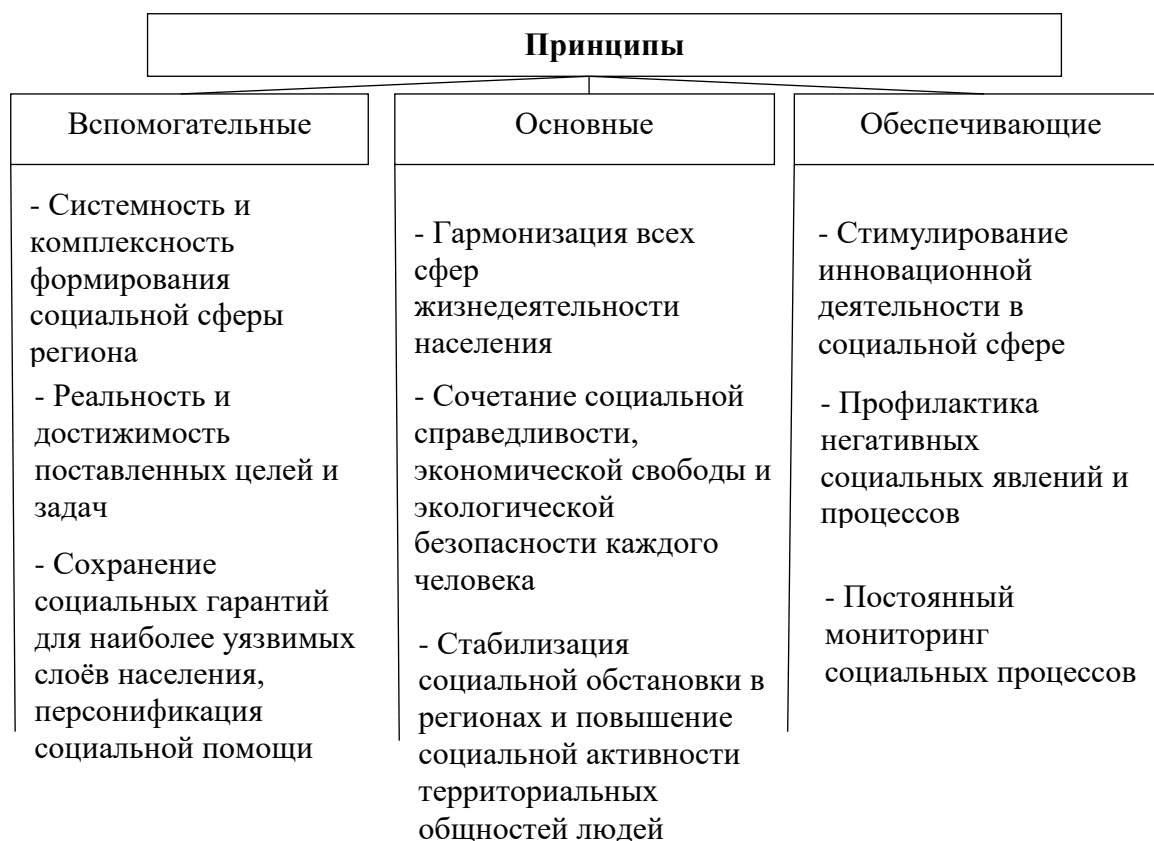 Принципы
Вспомогательные
- Системность и
комплексность
формирования
социальной сферы
региона
- Реальность и
достижимость
поставленных целей и
задач
- Сохранение
социальных гарантий
для наиболее уязвимых
слоёв населения,
персонификация
социальной помощи
Основные
- Гармонизация всех
сфер
жизнедеятельности
населения
- Сочетание социальной
справедливости,
экономической свободы и
экологической
безопасности каждого
человека
- Стабилизация
социальной обстановки в
регионах и повышение
социальной активности
территориальных
общностей людей
Обеспечивающие
- Стимулирование
инновационной
деятельности в
социальной сфере
- Профилактика
негативных
социальных явлений и
процессов
- Постоянный
мониторинг
социальных процессов